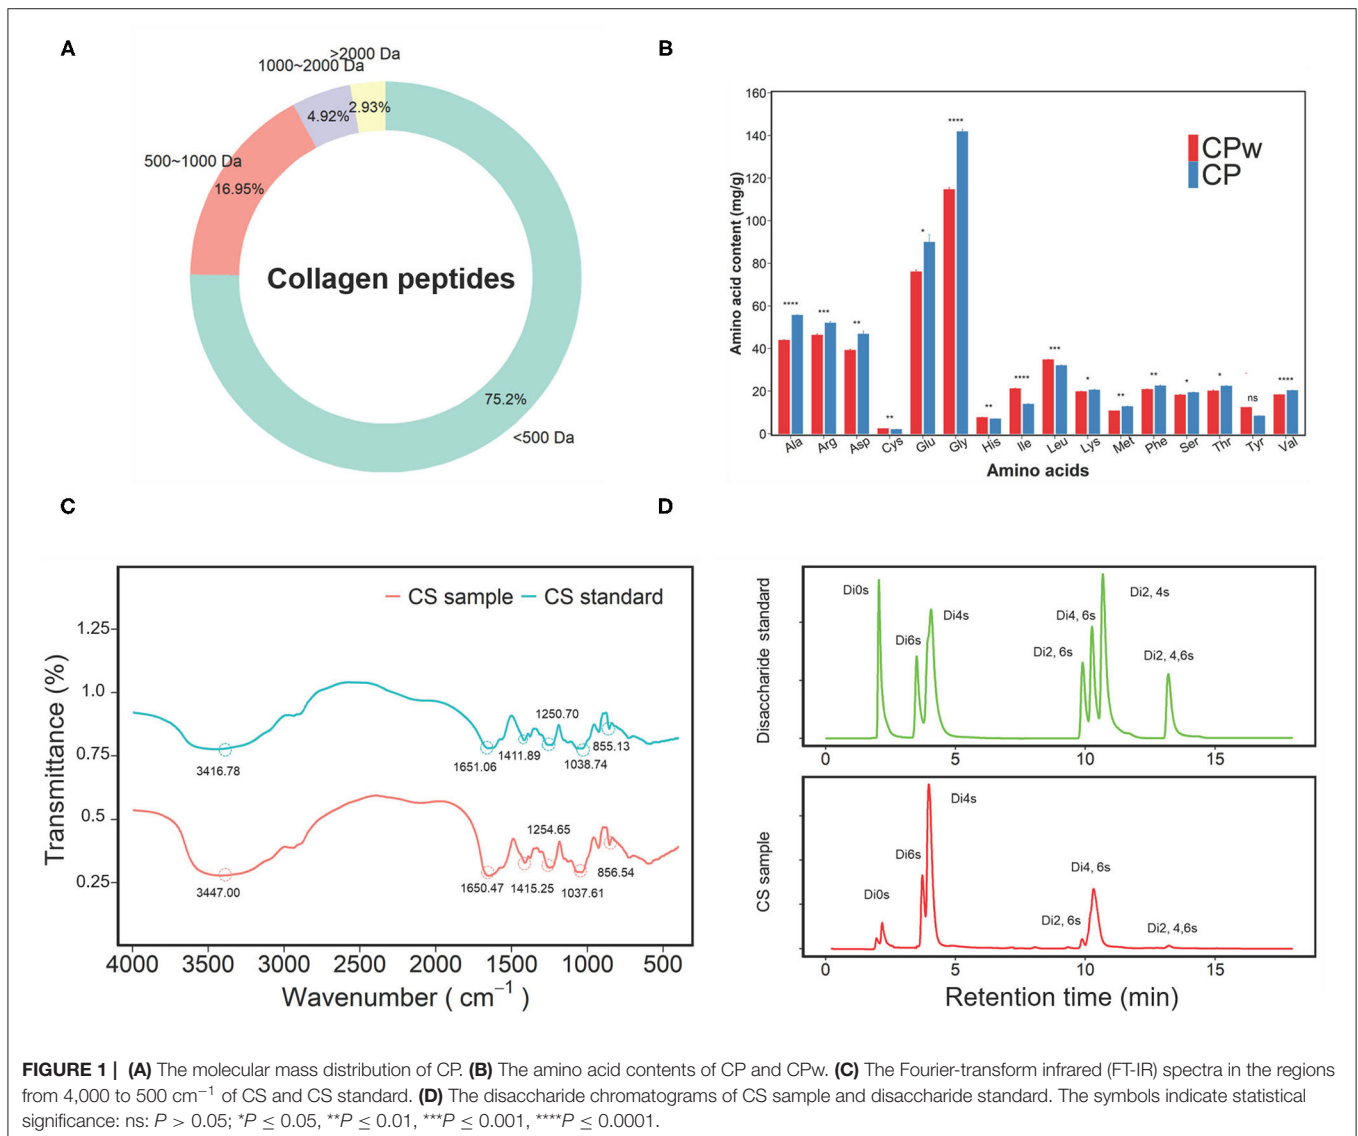 A
>2000 Da
1000~2000 Da
2.93%
4.92%
500~1000 Da
16.95%
Collagen peptides
75.2%
<500 Da
B
160
140
120
100
80
60
40
20
0
Amino acid content (mg/g)
CPw
CP
****
***
**
**
*
****
**
****
***
*
**
**
*
*
ns
****
Ala
Arg
Asp
Cys
Glu
Gly
His
Ile
Leu
Lys
Met
Phe
Ser
Thr
Tyr
Val
Amino acids
C
CS sample
CS standard
1.25
1.0
0.75
0.5
0.25
Transmittance (%)
3416.78
1651.06
1411.89
1250.70
1038.74
855.13
3447.00
1650.47
1415.25
1254.65
1037.61
856.54
4000 3500 3000 2500 2000 1500 1000 500
Wavenumber ( cm−1 )
D
Disaccharide standard
Di0s
Di6s
Di4s
Di2, 6s
Di4, 6s
Di2, 4s
Di2, 4,6s
0 5 10 15
CS sample
Di0s
Di6s
Di4s
Di2, 6s
Di4, 6s
Di2, 4,6s
0 5 10 15
Retention time (min)
FIGURE 1 | (A) The molecular mass distribution of CP. (B) The amino acid contents of CP and CPw. (C) The Fourier-transform infrared (FT-IR) spectra in the regions
from 4,000 to 500 cm−1 of CS and CS standard. (D) The disaccharide chromatograms of CS sample and disaccharide standard. The symbols indicate statistical
significance: ns: P > 0.05; *P ≤ 0.05, **P ≤ 0.01, ***P ≤ 0.001, ****P ≤ 0.0001.